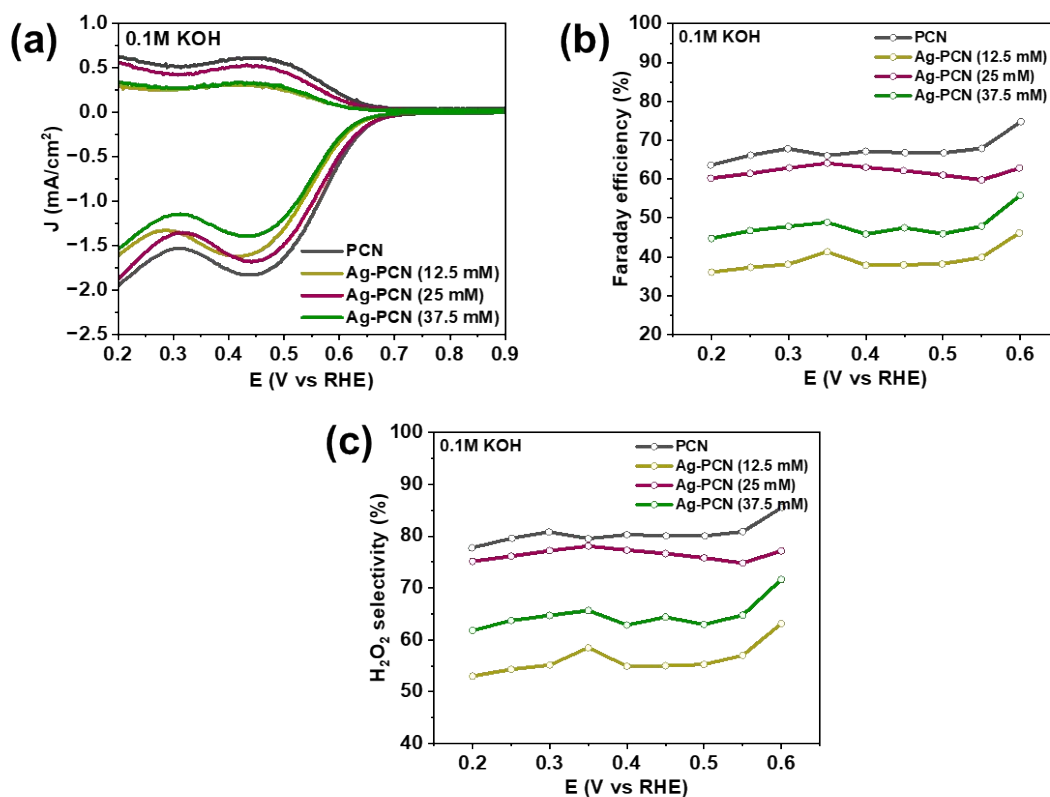 (a)
0.1M KOH
1.0
0.5
0.0
−0.5
−1.0
−1.5
−2.0
−2.5
J (mA/cm²)
PCN
Ag-PCN (12.5 mM)
Ag-PCN (25 mM)
Ag-PCN (37.5 mM)
0.2 0.3 0.4 0.5 0.6 0.7 0.8 0.9
E (V vs RHE)
(b)
0.1M KOH
100
90
80
70
60
50
40
30
20
Faraday efficiency (%)
PCN
Ag-PCN (12.5 mM)
Ag-PCN (25 mM)
Ag-PCN (37.5 mM)
0.2 0.3 0.4 0.5 0.6
E (V vs RHE)
(c)
0.1M KOH
100
90
80
70
60
50
40
H₂O₂ selectivity (%)
PCN
Ag-PCN (12.5 mM)
Ag-PCN (25 mM)
Ag-PCN (37.5 mM)
0.2 0.3 0.4 0.5 0.6
E (V vs RHE)